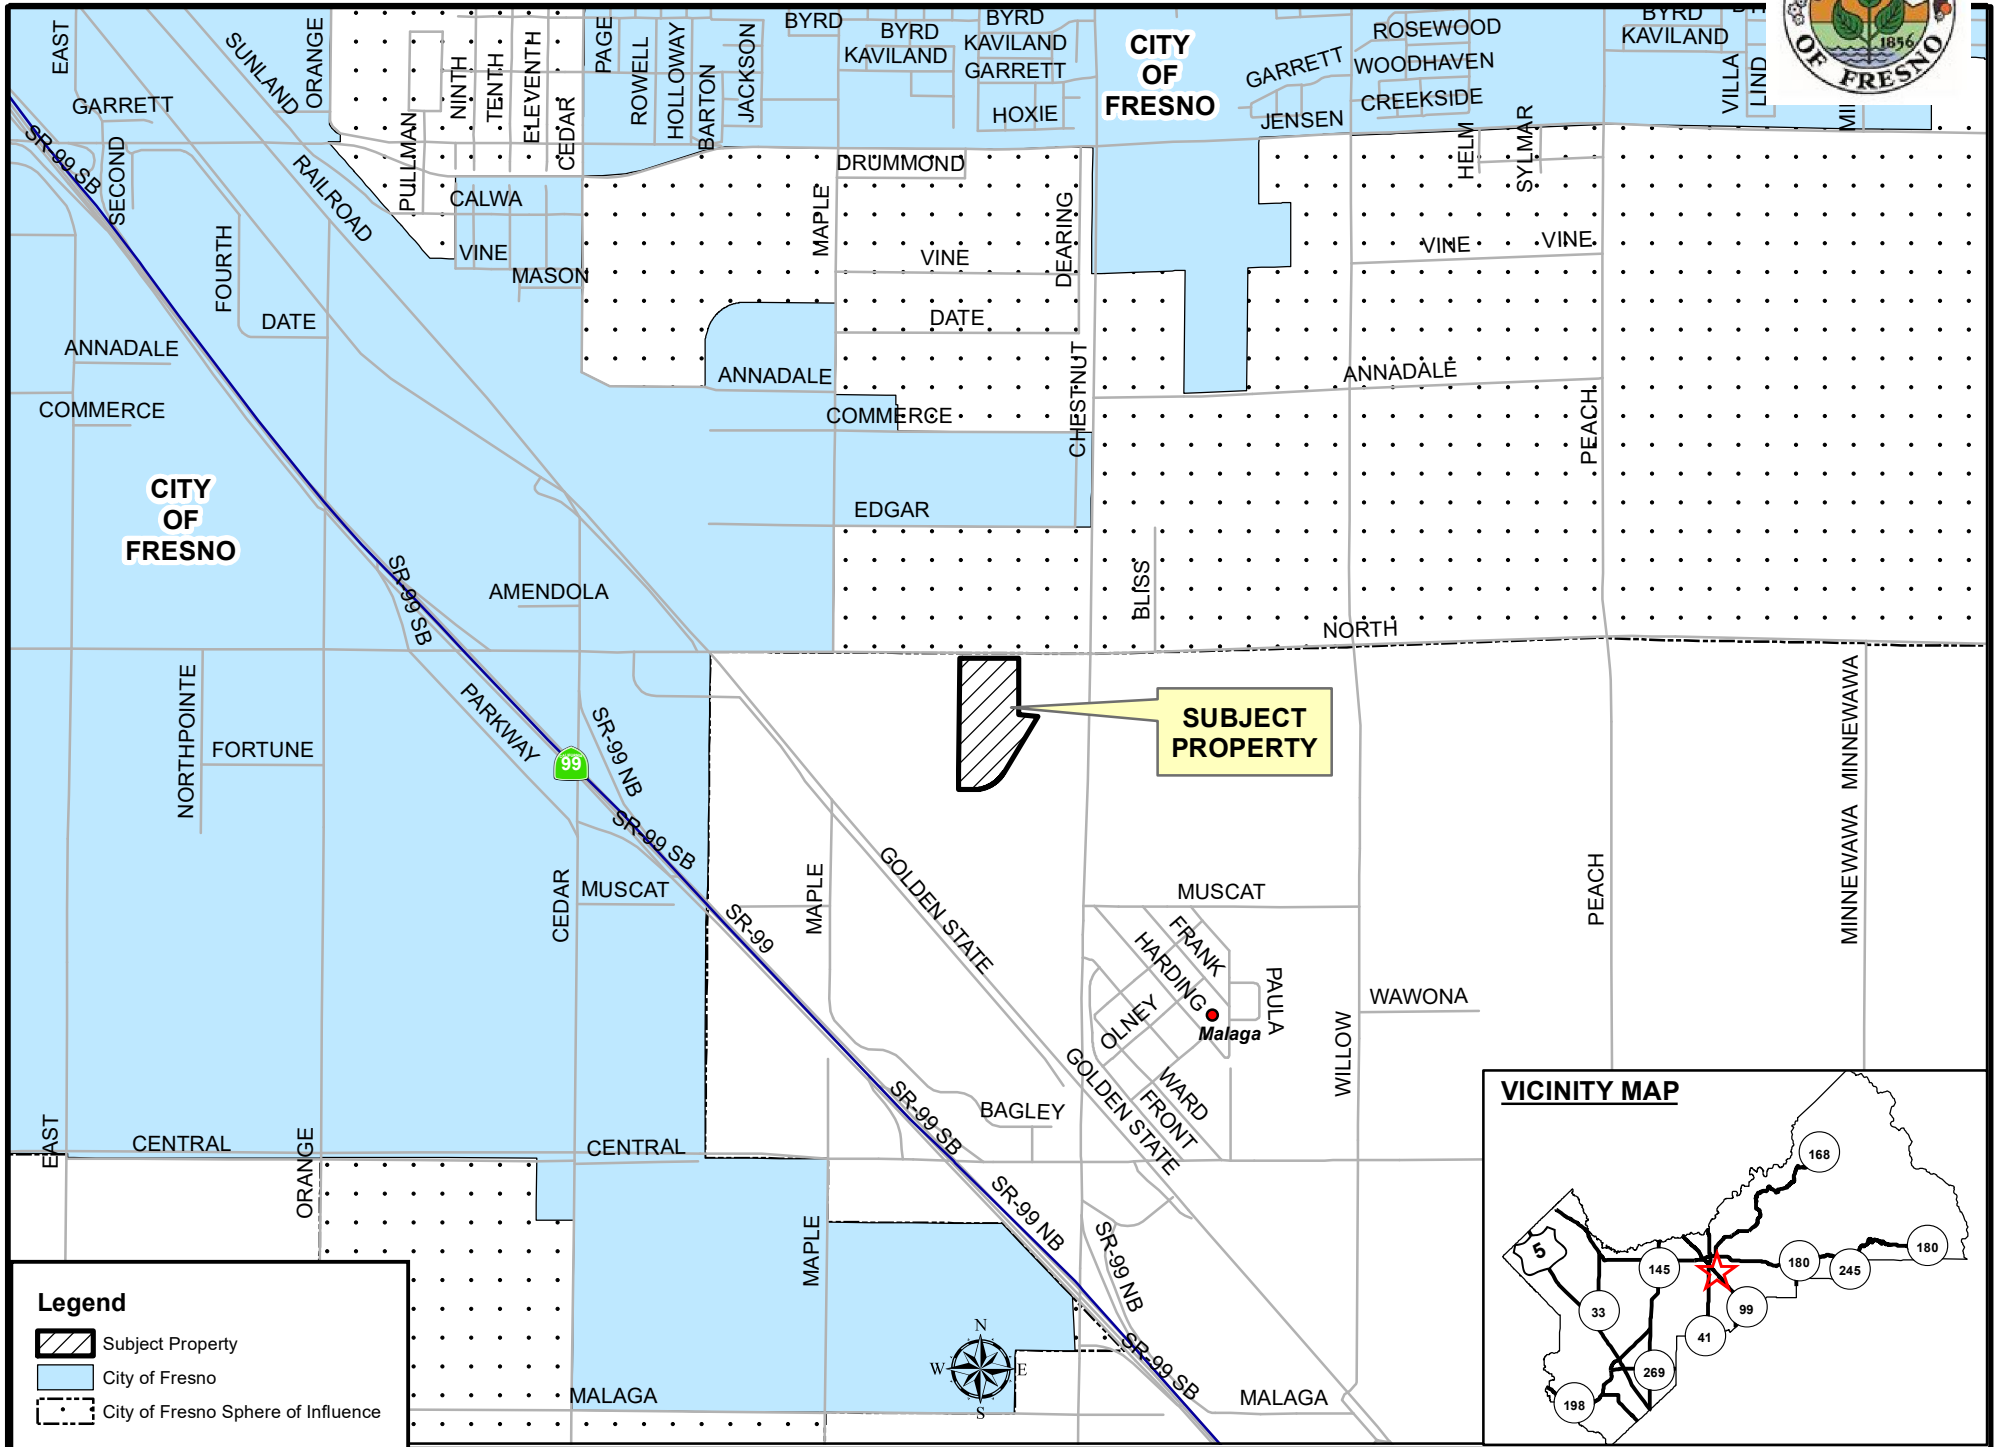 BYRD
BYRD
BYRD
ROSEWOOD
BYRD
KAVILAND
KAVILAND
KAVILAND
CITY
OF
FRESNO
GARRETT
GARRETT
WOODHAVEN
CREEKSIDE
HOXIE
JENSEN
EAST
SUNLAND
ORANGE
NINTH
TENTH
ELEVENTH
PAGE
ROWELL
HOLLOWAY
BARTON
JACKSON
VILLA
LIND
MI
1856
OF FRESNO
GARRETT
SR-99 SB
SECOND
RAILROAD
PULLMAN
CEDAR
CALWA
VINE
MASON
DRUMMOND
MAPLE
VINE
DEARING
DATE
HELM
SYLMAR
VINE
VINE
FOURTH
DATE
ANNADALE
COMMERCE
ANNADALE
COMMERCE
CHESTNUT
ANNADALE
PEACH
EDGAR
CITY
OF
FRESNO
SR-99 SB
AMENDOLA
BLISS
NORTH
NORTHPOINTE
FORTUNE
PARKWAY
99
SR-99 NB
SR-99 SB
SUBJECT
PROPERTY
MINNEWAWA
MINNEWAWA
CEDAR
MUSCAT
SR-99
MAPLE
GOLDEN STATE
MUSCAT
FRANK
HARDING
OLNEY
PAULA
Malaga
WAWONA
PEACH
WILLOW
GOLDEN STATE
WARD
FRONT
BAGLEY
SR-99 SB
EAST
CENTRAL
ORANGE
CENTRAL
SR-99 NB
SR-99 NB
MAPLE
SR-99 SB
MALAGA
MALAGA
N
W
E
S
Legend
Subject Property
City of Fresno
City of Fresno Sphere of Influence
VICINITY MAP
168
5
145
180
245
180
33
99
41
269
198